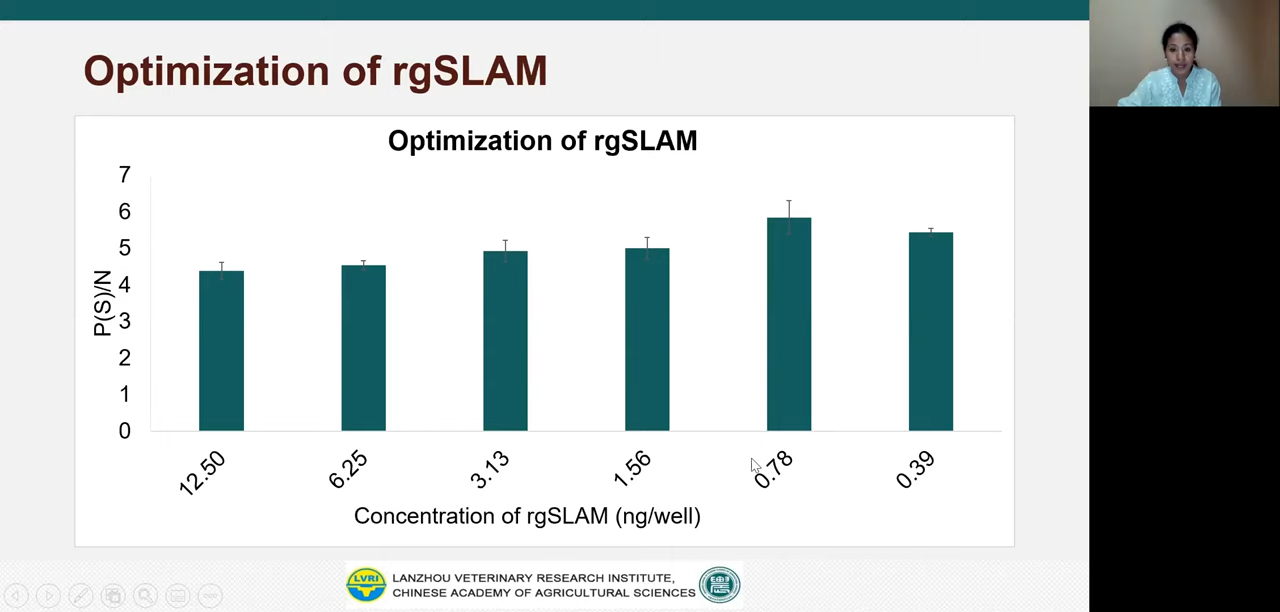 Optimization of rgSLAM
Optimization of rgSLAM
7
6
5
4
3
2
1
0
P(S)/N
12.50
6.25
3.13
1.56
0.78
0.39
Concentration of rgSLAM (ng/well)
LVRI
LANZHOU VETERINARY RESEARCH INSTITUTE,
CHINESE ACADEMY OF AGRICULTURAL SCIENCES